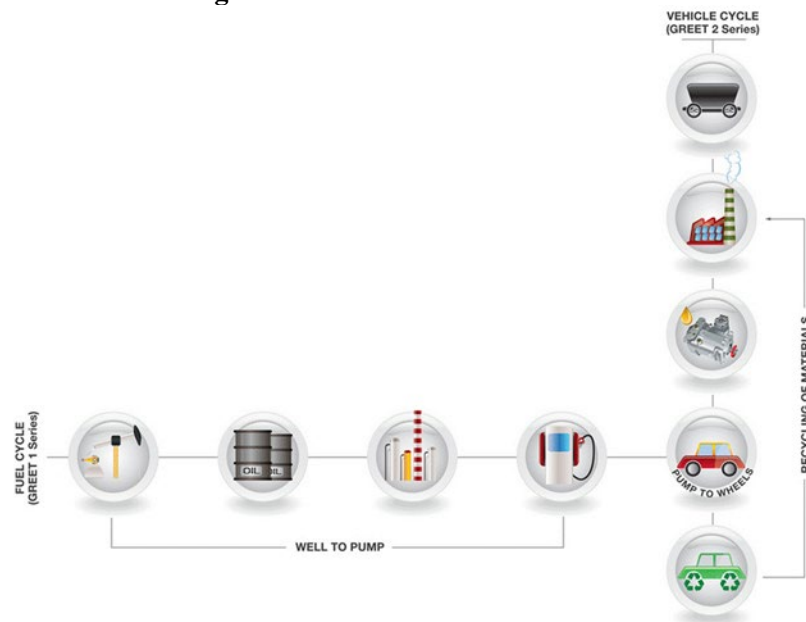 VEHICLE CYCLE
(GREET 2 Series)
RECYCLING OF MATERIALS
FUEL CYCLE
(GREET 1 Series)
OIL
OIL
PUMP TO WHEELS
WELL TO PUMP